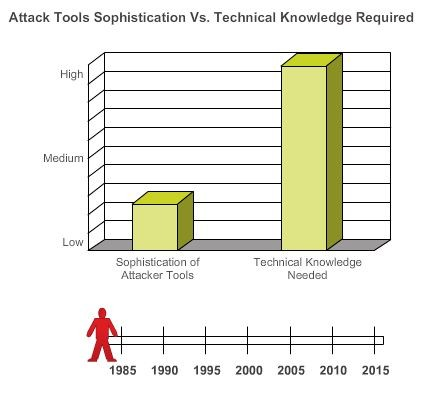 Attack Tools Sophistication Vs. Technical Knowledge Required
High
Medium
Low
Sophistication of
Attacker Tools
Technical Knowledge
Needed
1985 1990 1995 2000 2005 2010 2015